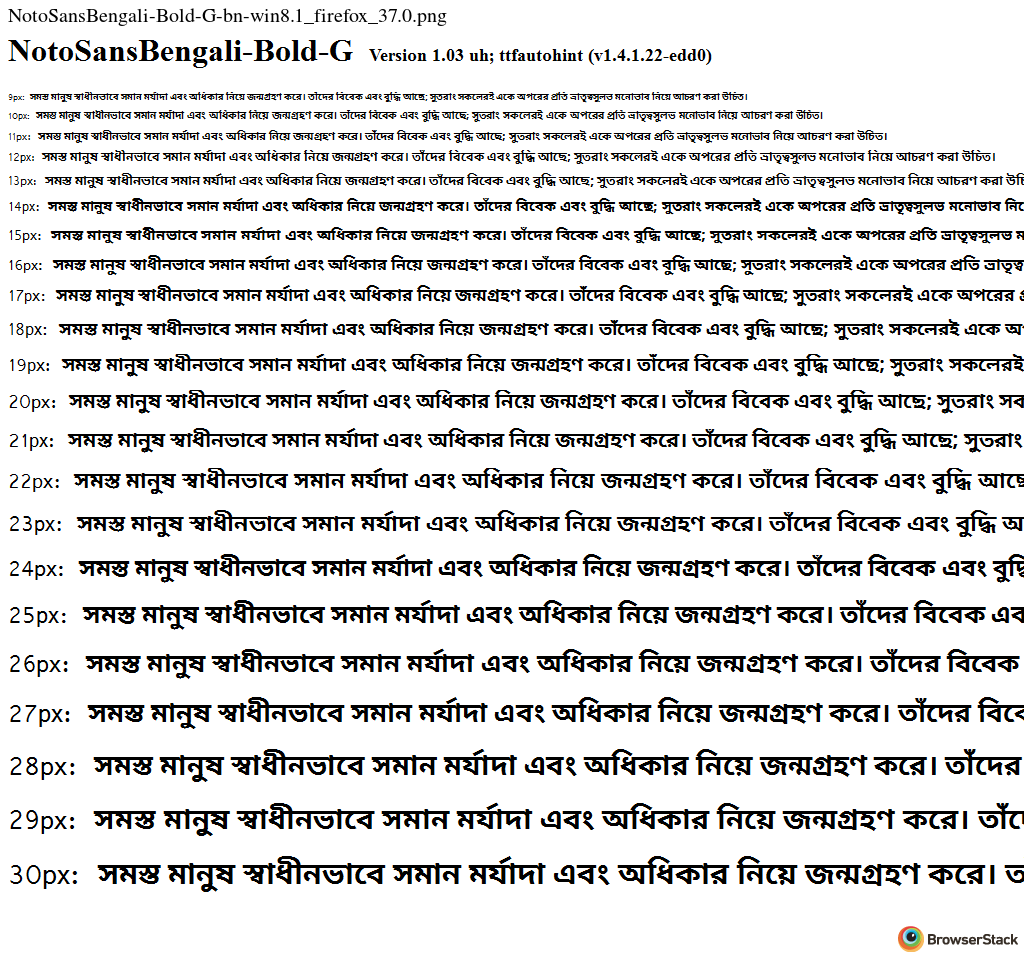 NotoSansBengali-Bold-G-bn-win8.1_firefox_37.0.png
NotoSansBengali-Bold-G Version 1.03 uh; ttfautohint (v1.4.1.22-edd0)
9px: সমস্ত মানুষ স্বাধীনভাবে সমান মর্যাদা এবং অধিকার নিয়ে জন্মগ্রহণ করে। তাঁদের বিবেক এবং বুদ্ধি আছে; সুতরাং সকলেরই একে অপরের প্রতি ভ্রাতৃত্বসুলভ মনোভাব নিয়ে আচরণ করা উচিত।
10px: সমস্ত মানুষ স্বাধীনভাবে সমান মর্যাদা এবং অধিকার নিয়ে জন্মগ্রহণ করে। তাঁদের বিবেক এবং বুদ্ধি আছে; সুতরাং সকলেরই একে অপরের প্রতি ভ্রাতৃত্বসুলভ মনোভাব নিয়ে আচরণ করা উচিত।
11px: সমস্ত মানুষ স্বাধীনভাবে সমান মর্যাদা এবং অধিকার নিয়ে জন্মগ্রহণ করে। তাঁদের বিবেক এবং বুদ্ধি আছে; সুতরাং সকলেরই একে অপরের প্রতি ভ্রাতৃত্বসুলভ মনোভাব নিয়ে আচরণ করা উচিত।
12px: সমস্ত মানুষ স্বাধীনভাবে সমান মর্যাদা এবং অধিকার নিয়ে জন্মগ্রহণ করে। তাঁদের বিবেক এবং বুদ্ধি আছে; সুতরাং সকলেরই একে অপরের প্রতি ভ্রাতৃত্বসুলভ মনোভাব নিয়ে আচরণ করা উচিত।
13px: সমস্ত মানুষ স্বাধীনভাবে সমান মর্যাদা এবং অধিকার নিয়ে জন্মগ্রহণ করে। তাঁদের বিবেক এবং বুদ্ধি আছে; সুতরাং সকলেরই একে অপরের প্রতি ভ্রাতৃত্বসুলভ মনোভাব নিয়ে আচরণ করা
14px: সমস্ত মানুষ স্বাধীনভাবে সমান মর্যাদা এবং অধিকার নিয়ে জন্মগ্রহণ করে। তাঁদের বিবেক এবং বুদ্ধি আছে; সুতরাং সকলেরই একে অপরের প্রতি ভ্রাতৃত্বসুলভ মনোভাব
15px: সমস্ত মানুষ স্বাধীনভাবে সমান মর্যাদা এবং অধিকার নিয়ে জন্মগ্রহণ করে। তাঁদের বিবেক এবং বুদ্ধি আছে; সুতরাং সকলেরই একে অপরের প্রতি ভ্রাতৃত্বসুলভ
16px: সমস্ত মানুষ স্বাধীনভাবে সমান মর্যাদা এবং অধিকার নিয়ে জন্মগ্রহণ করে। তাঁদের বিবেক এবং বুদ্ধি আছে; সুতরাং সকলেরই একে অপরের প্রতি
17px: সমস্ত মানুষ স্বাধীনভাবে সমান মর্যাদা এবং অধিকার নিয়ে জন্মগ্রহণ করে। তাঁদের বিবেক এবং বুদ্ধি আছে; সুতরাং সকলেরই একে অপরের
18px: সমস্ত মানুষ স্বাধীনভাবে সমান মর্যাদা এবং অধিকার নিয়ে জন্মগ্রহণ করে। তাঁদের বিবেক এবং বুদ্ধি আছে; সুতরাং সকলেরই একে
19px: সমস্ত মানুষ স্বাধীনভাবে সমান মর্যাদা এবং অধিকার নিয়ে জন্মগ্রহণ করে। তাঁদের বিবেক এবং বুদ্ধি আছে; সুতরাং সকলেরই
20px: সমস্ত মানুষ স্বাধীনভাবে সমান মর্যাদা এবং অধিকার নিয়ে জন্মগ্রহণ করে। তাঁদের বিবেক এবং বুদ্ধি আছে; সুতরাং
21px: সমস্ত মানুষ স্বাধীনভাবে সমান মর্যাদা এবং অধিকার নিয়ে জন্মগ্রহণ করে। তাঁদের বিবেক এবং বুদ্ধি আছে; সুতরাং
22px: সমস্ত মানুষ স্বাধীনভাবে সমান মর্যাদা এবং অধিকার নিয়ে জন্মগ্রহণ করে। তাঁদের বিবেক এবং বুদ্ধি
23px: সমস্ত মানুষ স্বাধীনভাবে সমান মর্যাদা এবং অধিকার নিয়ে জন্মগ্রহণ করে। তাঁদের বিবেক এবং বুদ্ধি
24px: সমস্ত মানুষ স্বাধীনভাবে সমান মর্যাদা এবং অধিকার নিয়ে জন্মগ্রহণ করে। তাঁদের বিবেক এবং
25px: সমস্ত মানুষ স্বাধীনভাবে সমান মর্যাদা এবং অধিকার নিয়ে জন্মগ্রহণ করে। তাঁদের বিবেক
26px: সমস্ত মানুষ স্বাধীনভাবে সমান মর্যাদা এবং অধিকার নিয়ে জন্মগ্রহণ করে। তাঁদের বিবেক
27px: সমস্ত মানুষ স্বাধীনভাবে সমান মর্যাদা এবং অধিকার নিয়ে জন্মগ্রহণ করে। তাঁদের
28px: সমস্ত মানুষ স্বাধীনভাবে সমান মর্যাদা এবং অধিকার নিয়ে জন্মগ্রহণ করে। তাঁদের
29px: সমস্ত মানুষ স্বাধীনভাবে সমান মর্যাদা এবং অধিকার নিয়ে জন্মগ্রহণ করে।
30px: সমস্ত মানুষ স্বাধীনভাবে সমান মর্যাদা এবং অধিকার নিয়ে জন্মগ্রহণ করে।
BrowserStack